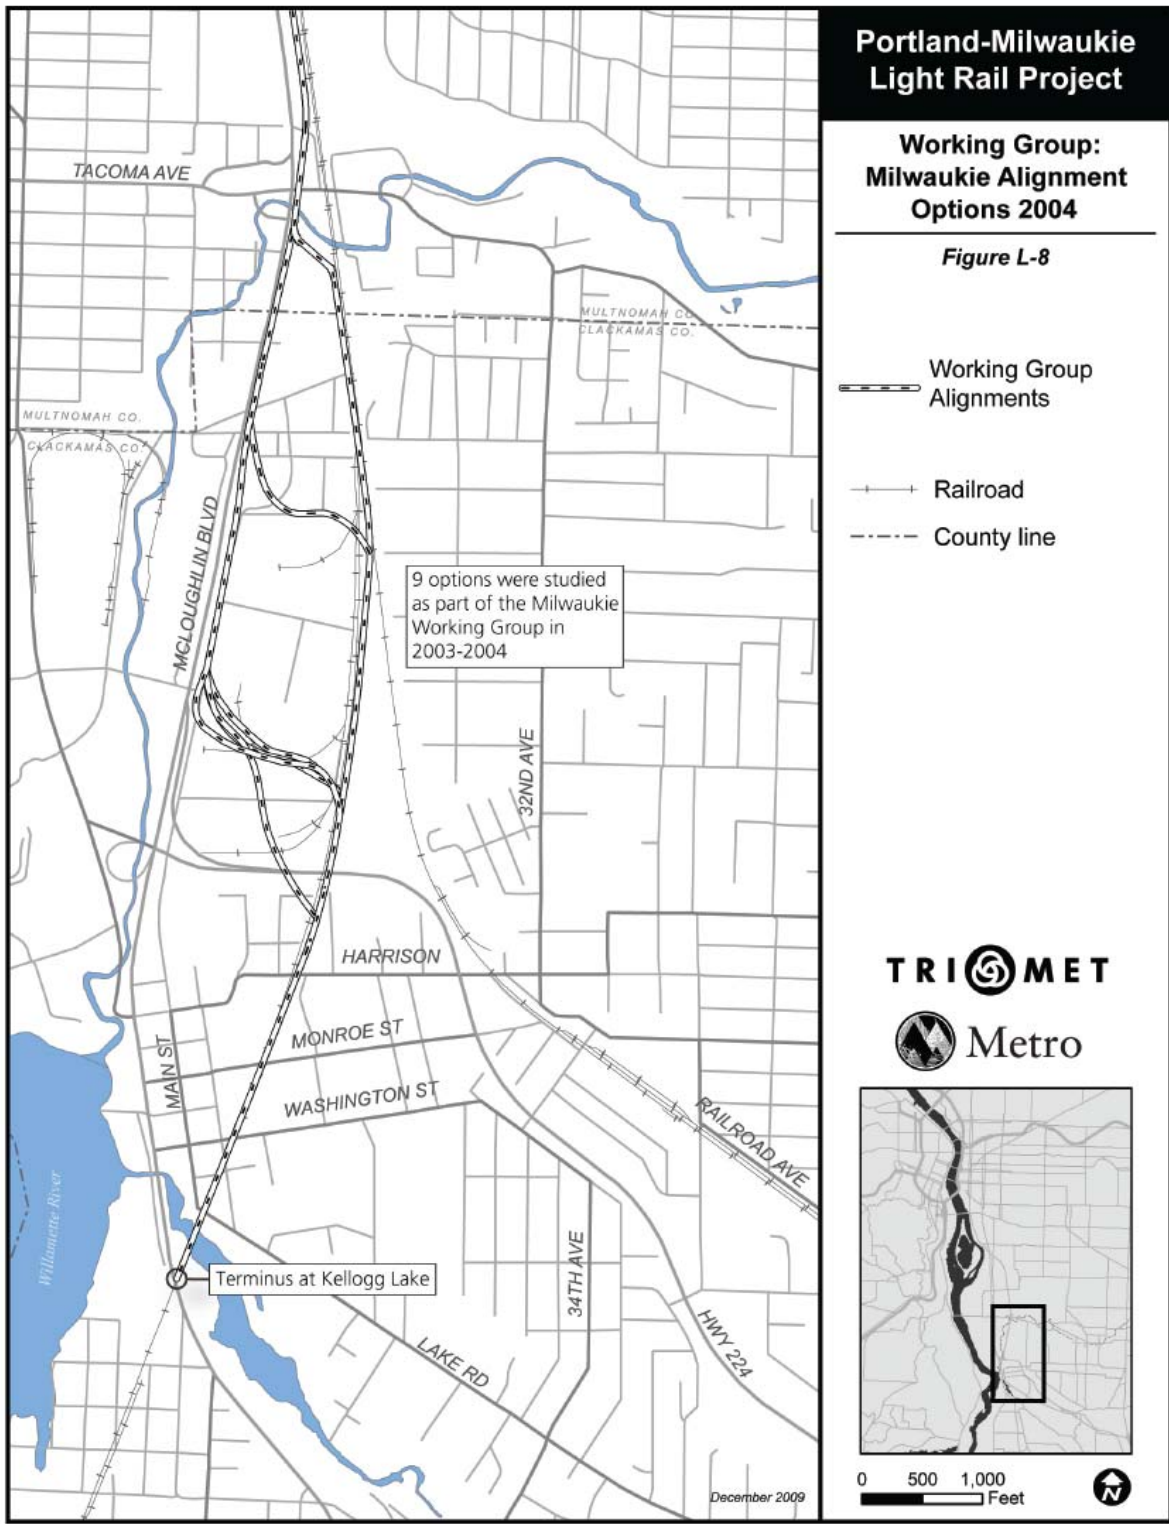 Portland-Milwaukie
Light Rail Project
Working Group:
Milwaukie Alignment
Options 2004
Figure L-8
Working Group
Alignments
Railroad
County line
TACOMA AVE
MULTNOMAH CO.
CLACKAMAS CO.
MULTNOMAH CO.
CLACKAMAS CO.
MCLOUGHLIN BLVD
9 options were studied
as part of the Milwaukie
Working Group in
2003-2004
32ND AVE
HARRISON
MONROE ST
MAIN ST
WASHINGTON ST
RAILROAD AVE
Willamette River
Terminus at Kellogg Lake
34TH AVE
HWY 224
LAKE RD
December 2009
TRI MET
Metro
0 500 1,000
Feet
N